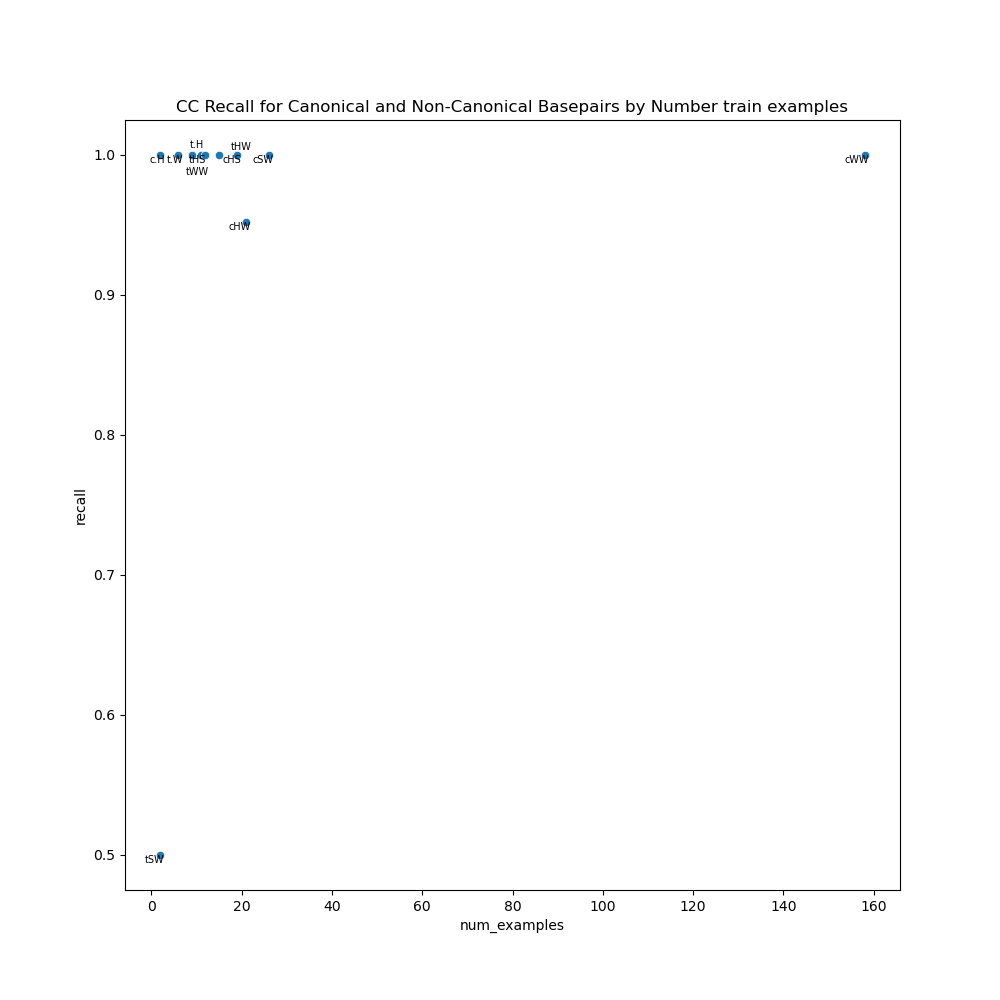 CC Recall for Canonical and Non-Canonical Basepairs by Number train examples
1.0
0.9
0.8
0.7
0.6
0.5
recall
t.H
tHW
c.H
t.W
tHS
cHS
cSW
cWW
tWW
cHW
tSW
0
20
40
60
80
100
120
140
160
num_examples